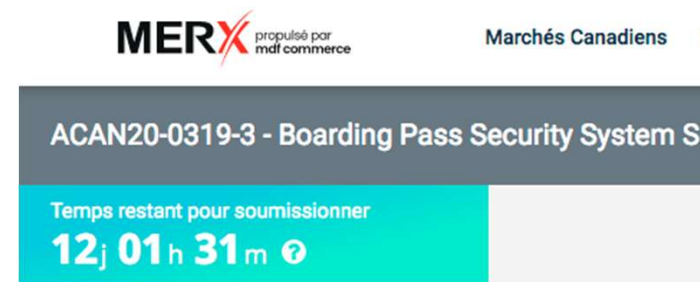 MERX propulsé par
mdf commerce
Marchés Canadiens
ACAN20-0319-3 - Boarding Pass Security System S
Temps restant pour soumissionner
12j 01h 31m ?